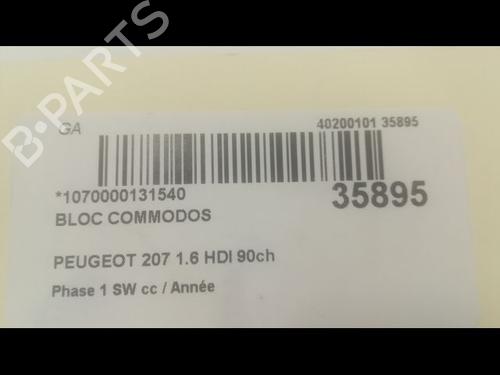 B-PARTS
GA
40200101 35895
*1070000131540
35895
BLOC COMMODOS
PEUGEOT 207 1.6 HDI 90ch
Phase 1 SW cc / Année